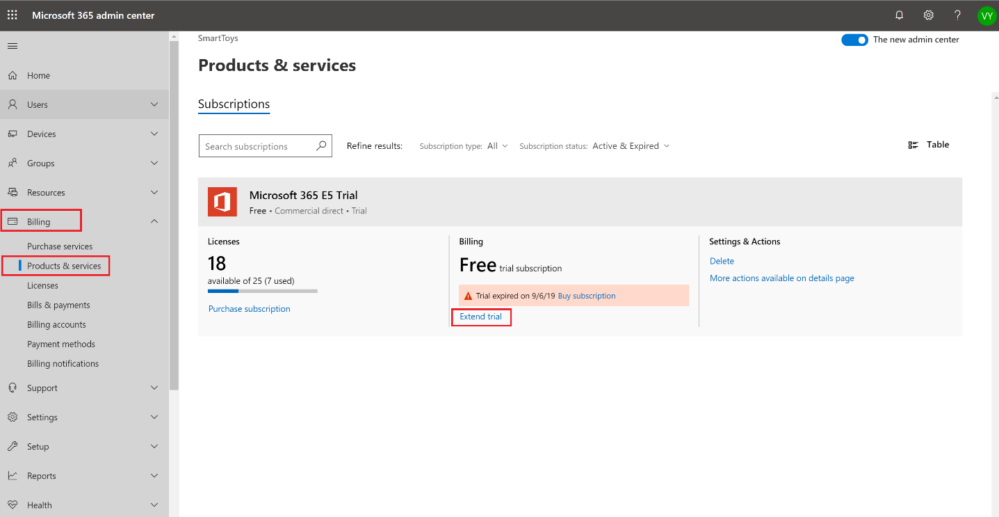 Microsoft 365 admin center
VY
SmartToys
The new admin center
Products & services
Home
Users
Devices
Groups
Resources
Billing
Purchase services
Products & services
Licenses
Bills & payments
Billing accounts
Payment methods
Billing notifications
Support
Settings
Setup
Reports
Health
Subscriptions
Search subscriptions
Refine results: Subscription type: All Subscription status: Active & Expired
Table
Microsoft 365 E5 Trial
Free • Commercial direct • Trial
Licenses
18
available of 25 (7 used)
Purchase subscription
Billing
Free trial subscription
Trial expired on 9/6/19 Buy subscription
Extend trial
Settings & Actions
Delete
More actions available on details page